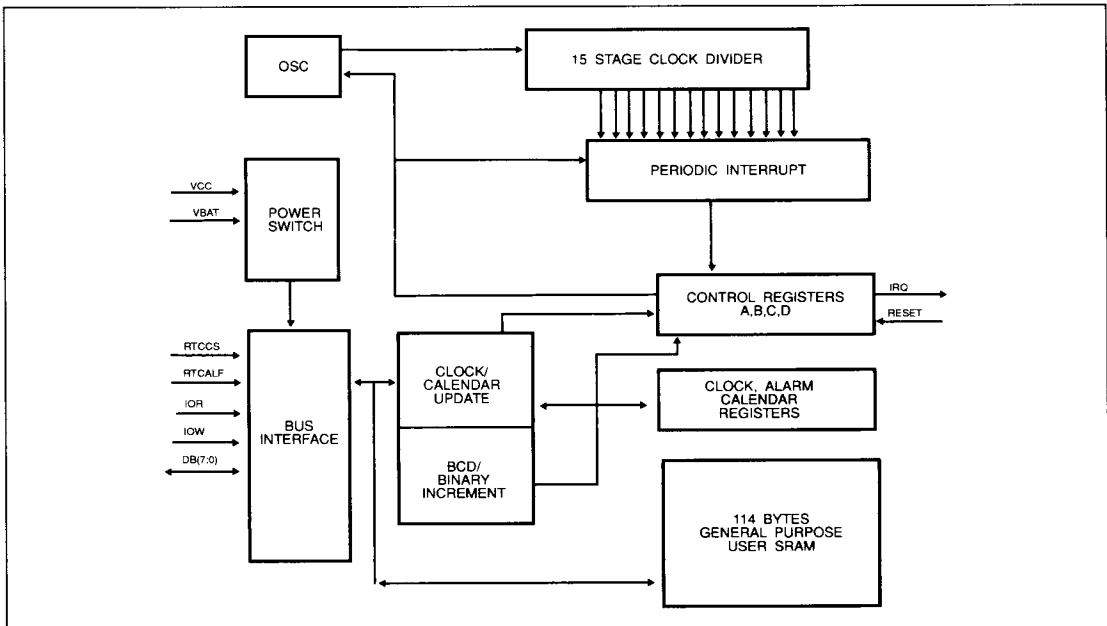 OSC
15 STAGE CLOCK DIVIDER
PERIODIC INTERRUPT
VCC
VBAT
POWER
SWITCH
CONTROL REGISTERS
A,B,C,D
IRQ
RESET
RTCCS
RTCALF
IOR
IOW
DB(7:0)
BUS
INTERFACE
CLOCK/
CALENDAR
UPDATE
BCD/
BINARY
INCREMENT
CLOCK, ALARM
CALENDAR
REGISTERS
114 BYTES
GENERAL PURPOSE
USER SRAM